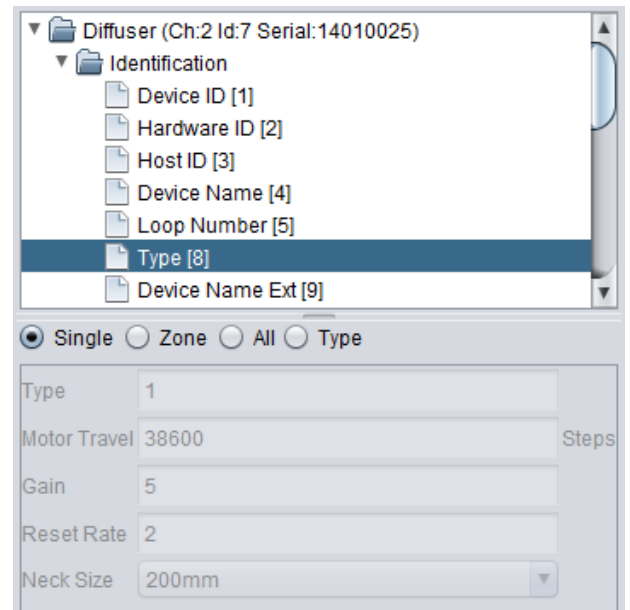 Diffuser (Ch:2 Id:7 Serial:14010025)
Identification
Device ID [1]
Hardware ID [2]
Host ID [3]
Device Name [4]
Loop Number [5]
Type [8]
Device Name Ext [9]
Single Zone All Type
Type 1
Motor Travel 38600 Steps
Gain 5
Reset Rate 2
Neck Size 200mm